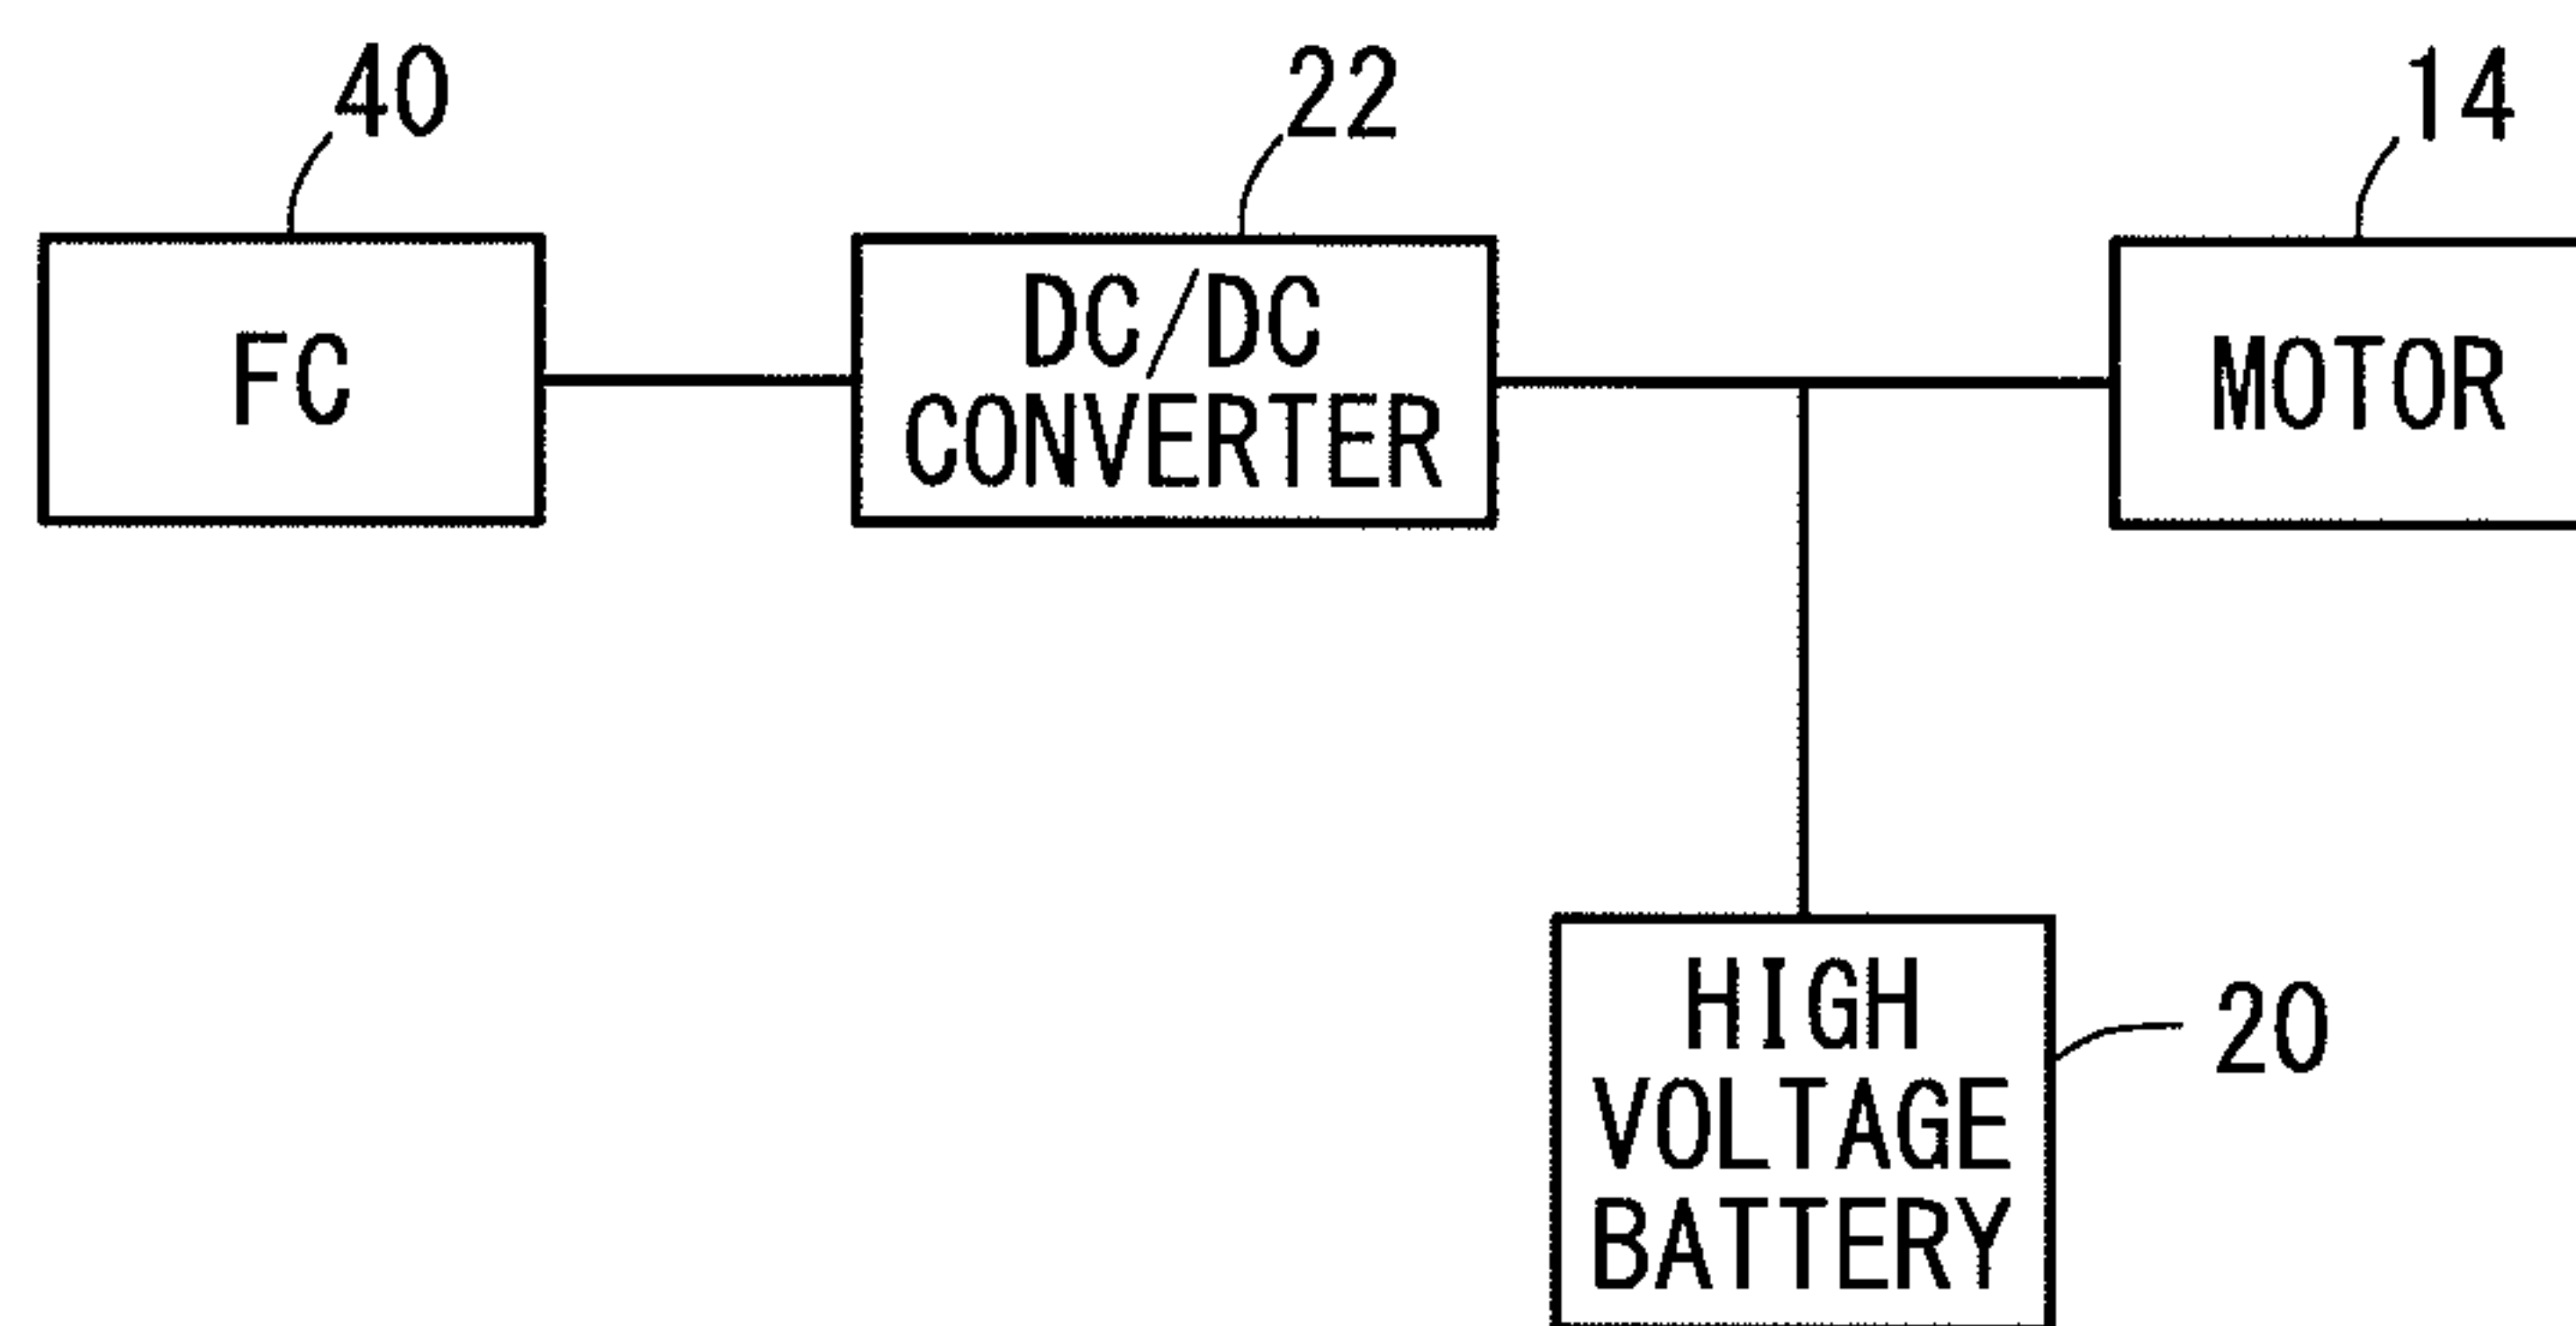 40
22
14
FC
DC/DC
CONVERTER
MOTOR
HIGH
VOLTAGE
BATTERY
20